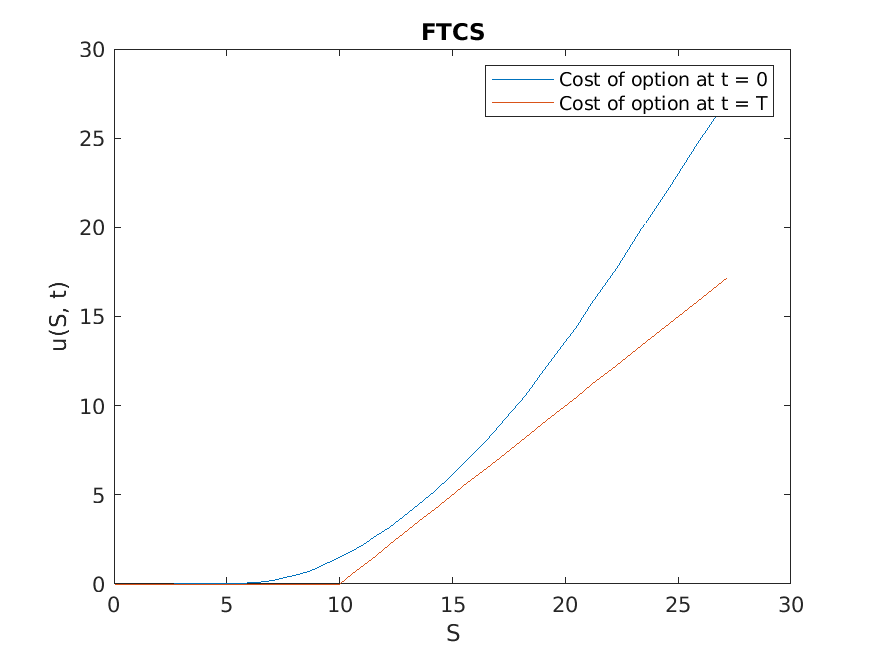 FTCS
30
25
20
15
10
5
0
u(S, t)
Cost of option at t = 0
Cost of option at t = T
0 5 10 15 20 25 30
S